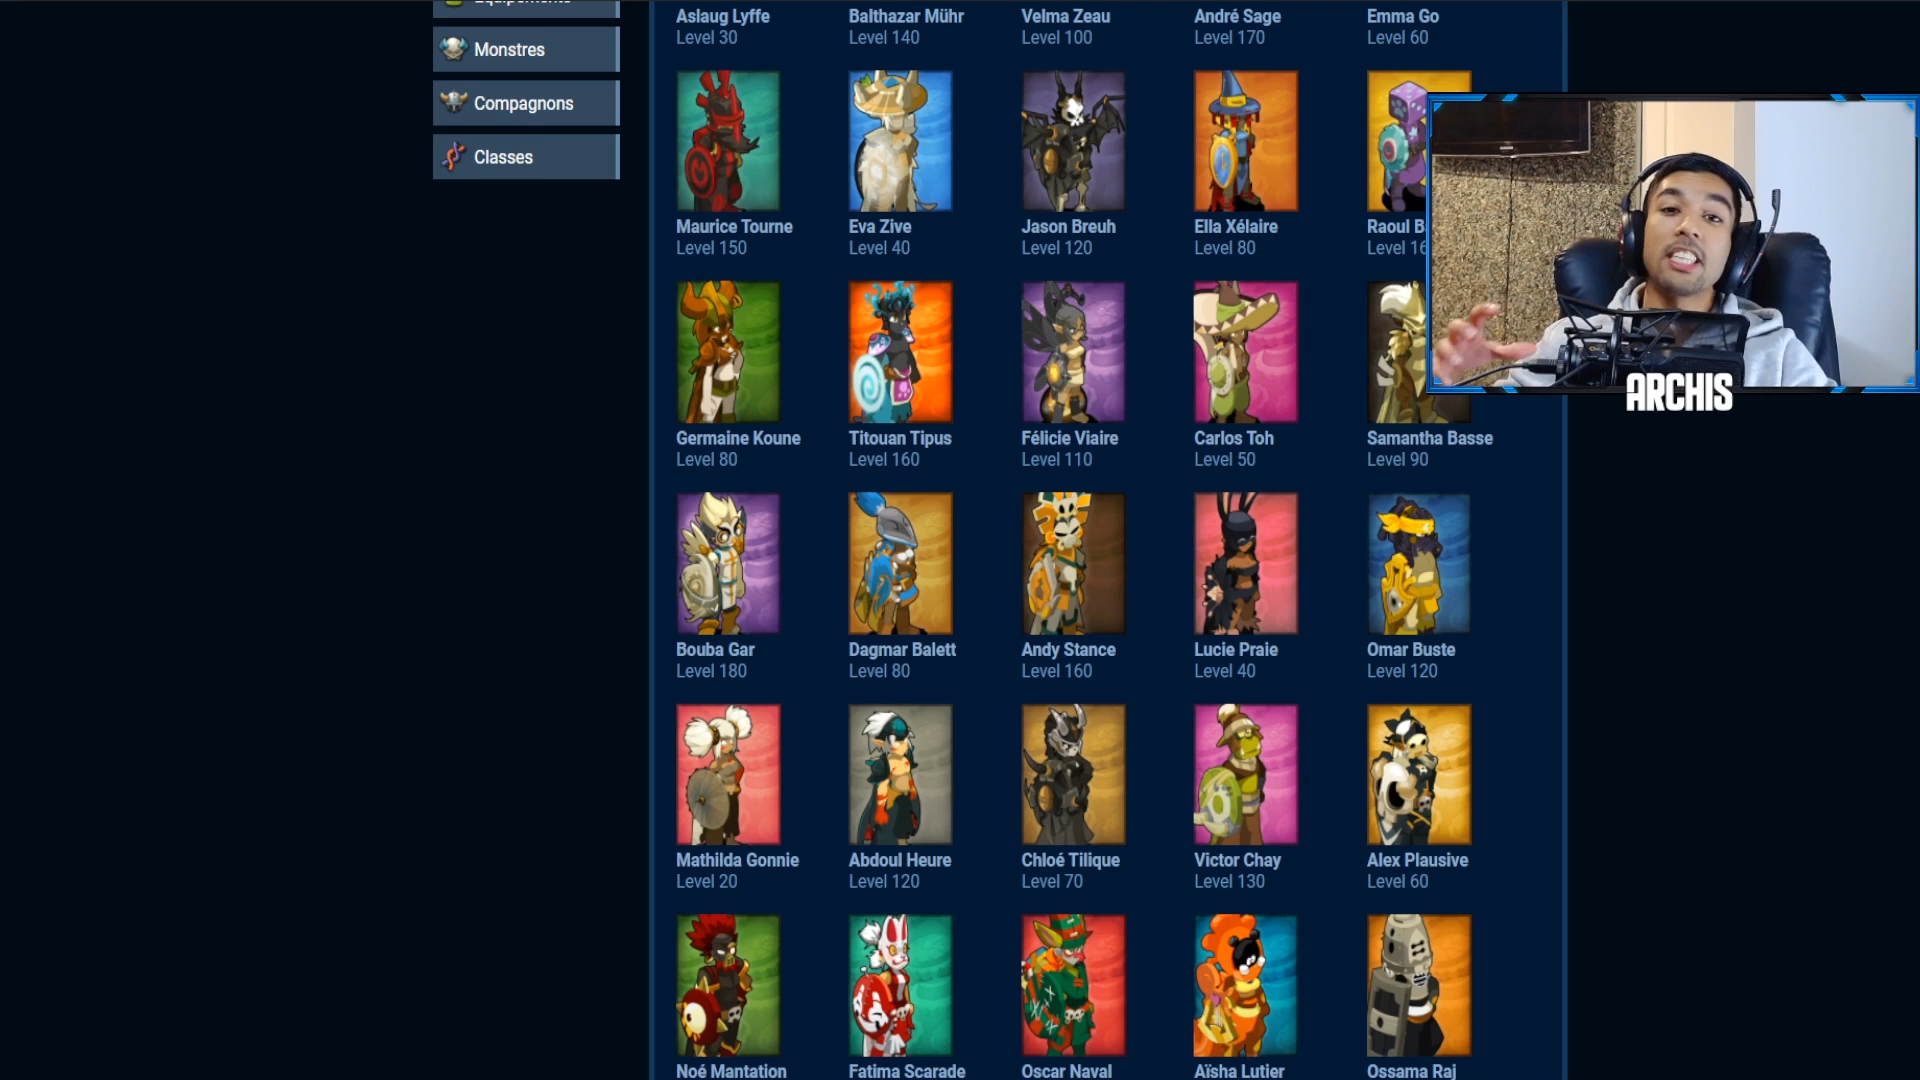 Monstres
Compagnons
Classes
Aslaug Lyffe
Level 30
Balthazar Mühr
Level 140
Velma Zeau
Level 100
André Sage
Level 170
Emma Go
Level 60
Maurice Tourne
Level 150
Eva Zive
Level 40
Jason Breuh
Level 120
Ella Xélaire
Level 80
Raoul
Level
Germaine Koune
Level 80
Titouan Tipus
Level 160
Félicie Viaire
Level 110
Carlos Toh
Level 50
Samantha Basse
Level 90
ARCHIS
Bouba Gar
Level 180
Dagmar Balett
Level 80
Andy Stance
Level 160
Lucie Praie
Level 40
Omar Buste
Level 120
Mathilda Gonnie
Level 20
Abdoul Heure
Level 120
Chloé Tilique
Level 70
Victor Chay
Level 130
Alex Plausive
Level 60
Noé Mantation
Fatima Scarade
Oscar Naval
Aïsha Lutier
Ossama Raj